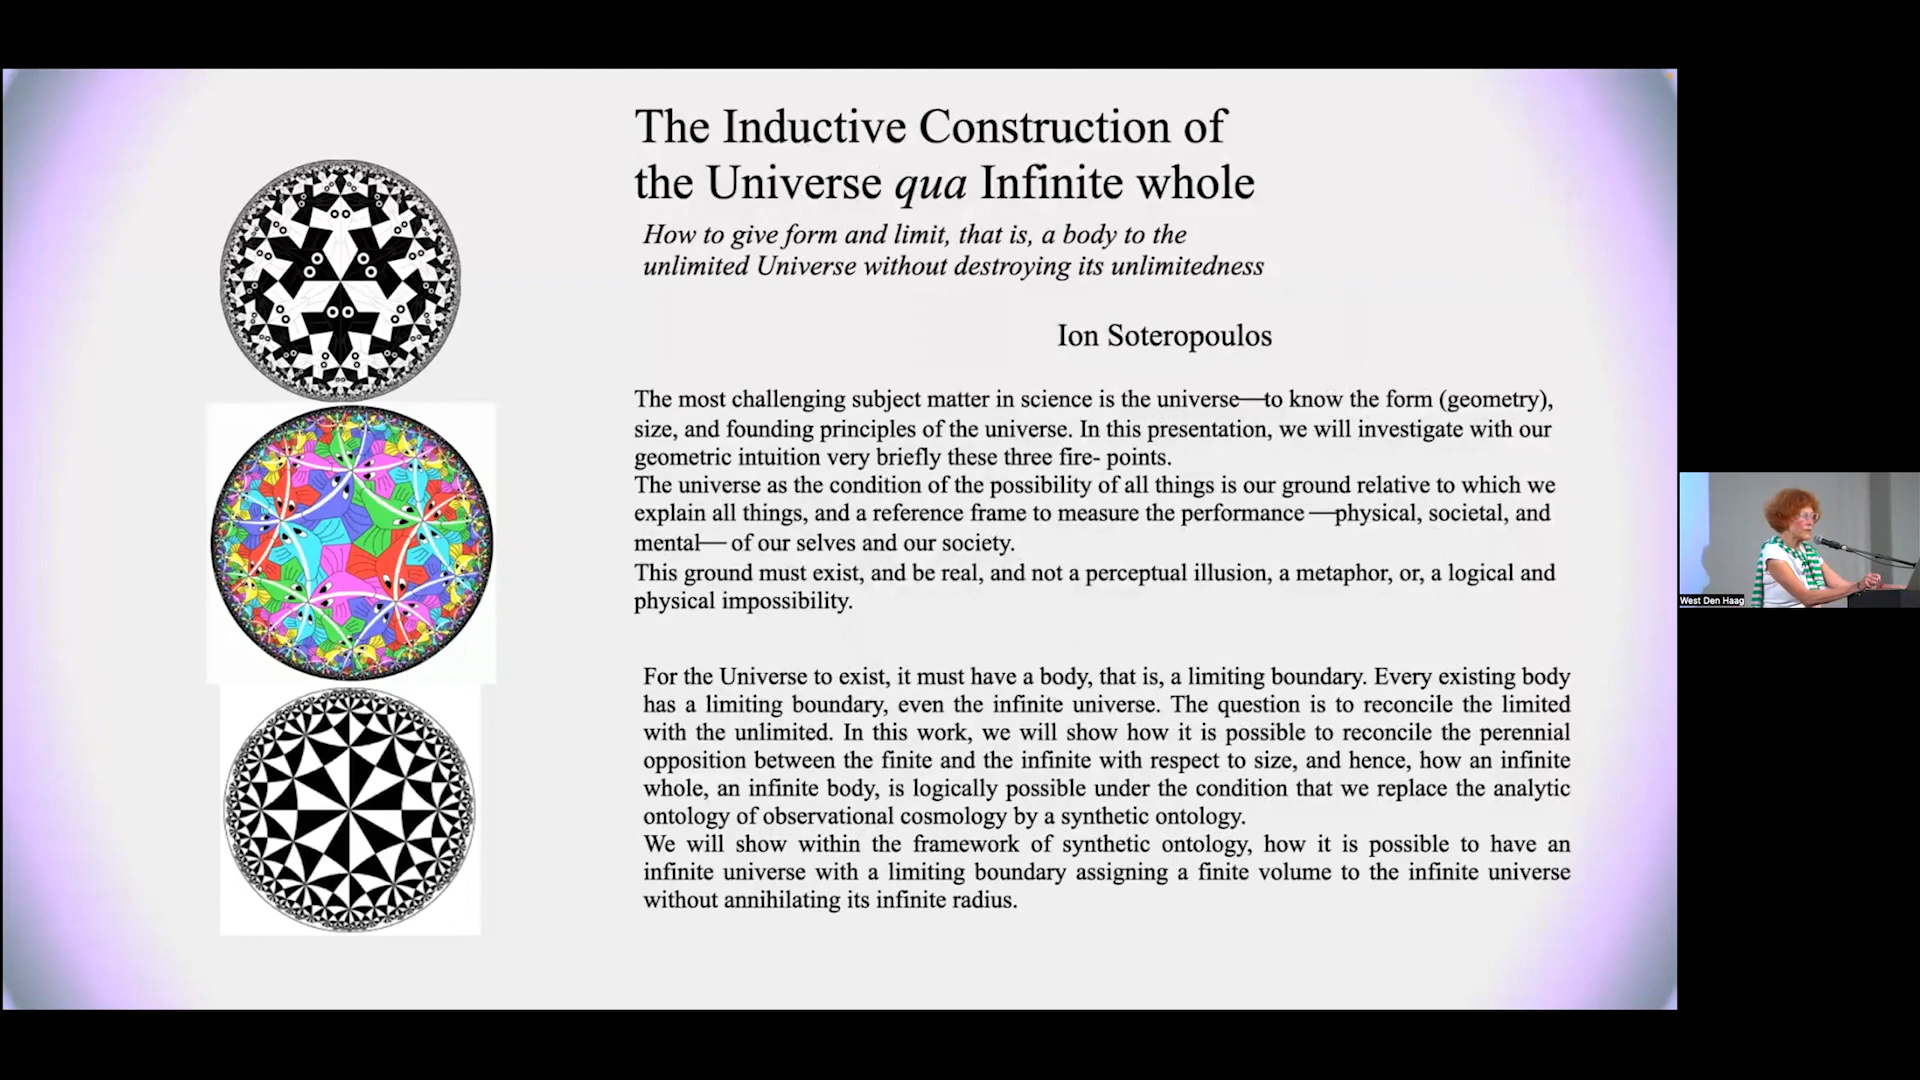 The Inductive Construction of
the Universe qua Infinite whole
How to give form and limit, that is, a body to the
unlimited Universe without destroying its unlimitedness
Ion Soteropoulos
The most challenging subject matter in science is the universe—to know the form (geometry),
size, and founding principles of the universe. In this presentation, we will investigate with our
geometric intuition very briefly these three fire- points.
The universe as the condition of the possibility of all things is our ground relative to which we
explain all things, and a reference frame to measure the performance —physical, societal, and
mental— of our selves and our society.
This ground must exist, and be real, and not a perceptual illusion, a metaphor, or, a logical and
physical impossibility.
For the Universe to exist, it must have a body, that is, a limiting boundary. Every existing body
has a limiting boundary, even the infinite universe. The question is to reconcile the limited
with the unlimited. In this work, we will show how it is possible to reconcile the perennial
opposition between the finite and the infinite with respect to size, and hence, how an infinite
whole, an infinite body, is logically possible under the condition that we replace the analytic
ontology of observational cosmology by a synthetic ontology.
We will show within the framework of synthetic ontology, how it is possible to have an
infinite universe with a limiting boundary assigning a finite volume to the infinite universe
without annihilating its infinite radius.
West Den Haag